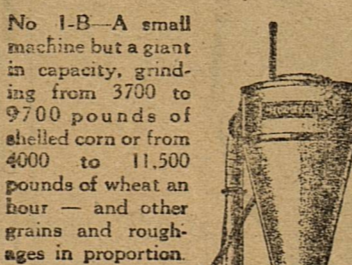 No 1-B—A small
machine but a giant
in capacity, grind-
ing from 3700 to
9700 pounds of
shelled corn or from
4000 to 11,500
pounds of wheat an
hour — and other
grains and rough-
ages in proportion.